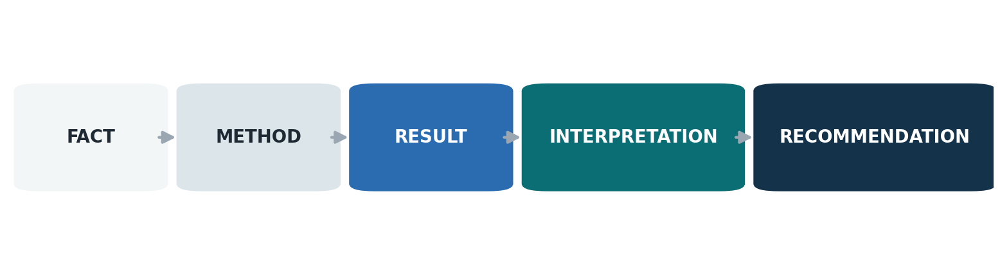 FACT
METHOD
RESULT
INTERPRETATION
RECOMMENDATION